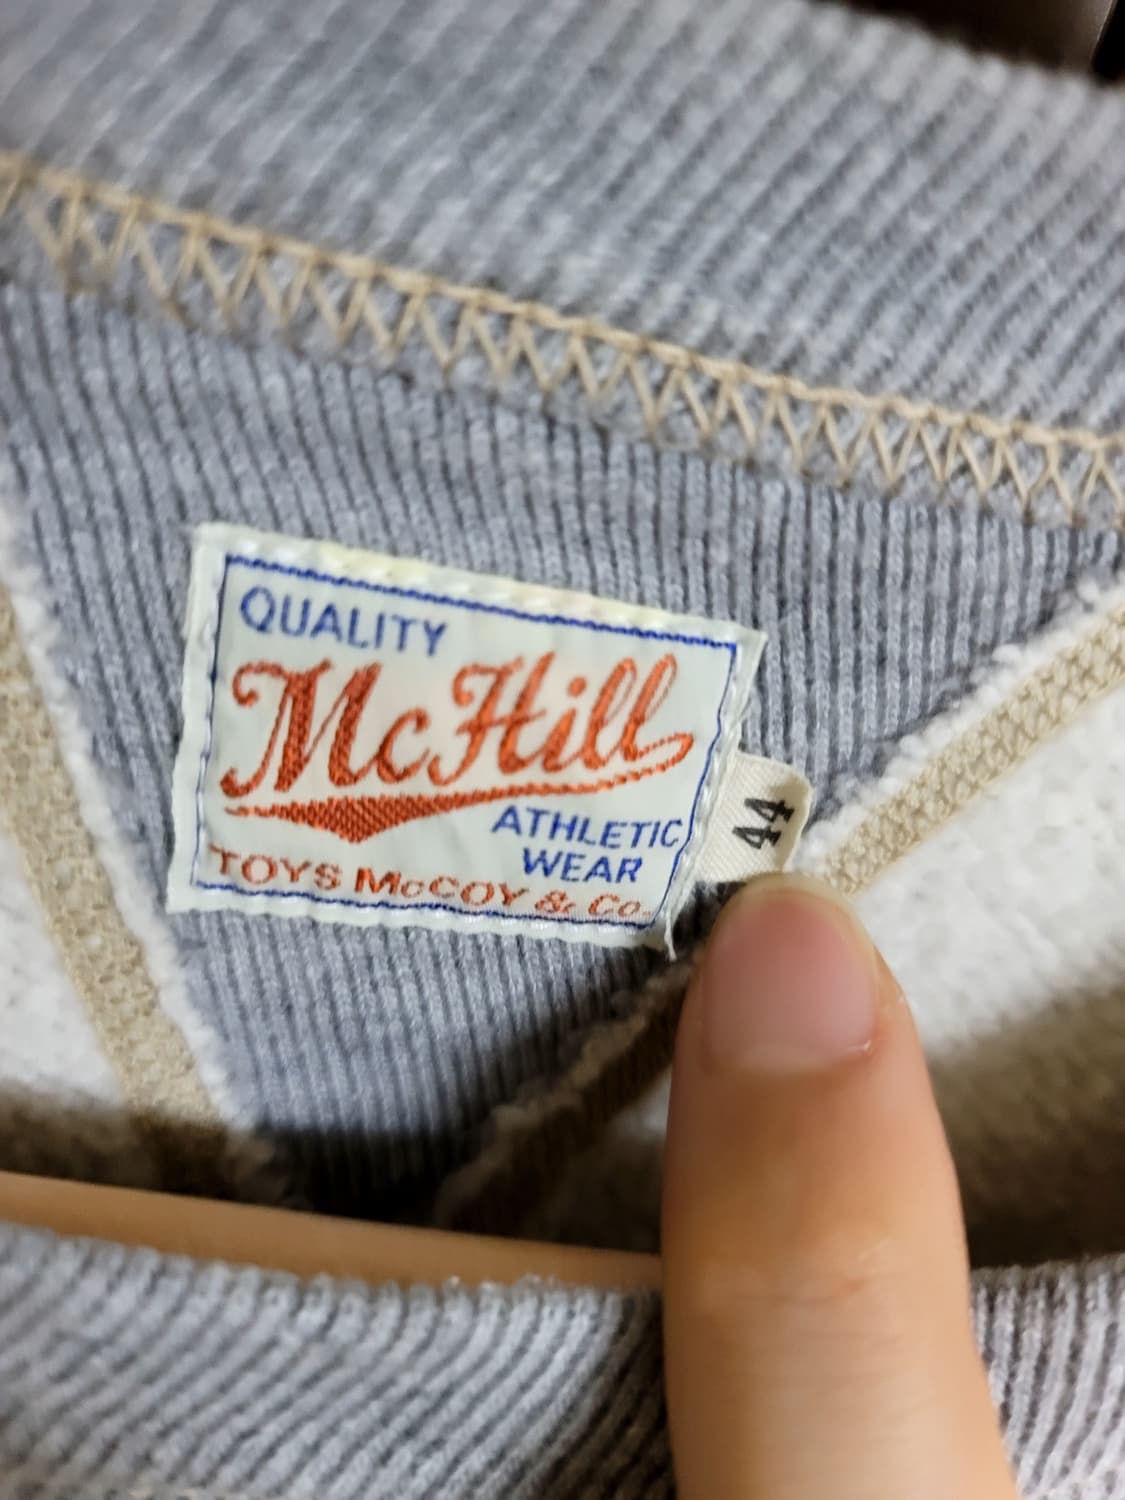 QUALITY
McHill
ATHLETIC
WEAR
TOYS McCOY & Co.
44